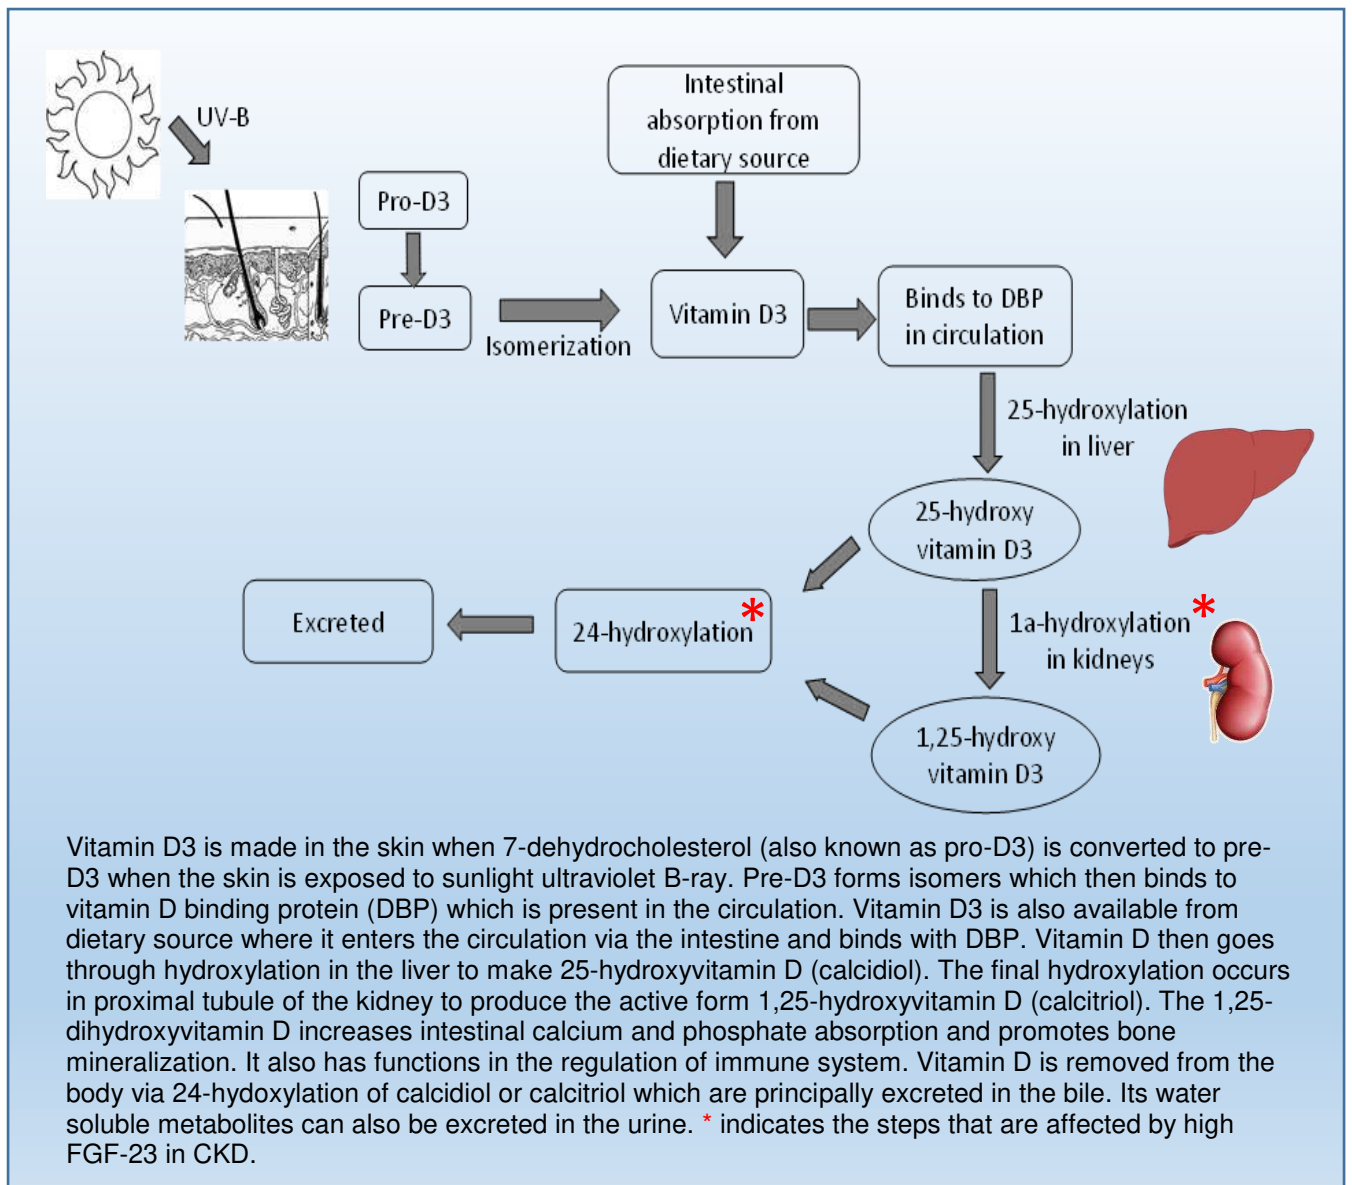 UV-B
Intestinal
absorption from
dietary source
Pro-D3
Pre-D3
Isomerization
Vitamin D3
Binds to DBP
in circulation
25-hydroxylation
in liver
25-hydroxy
vitamin D3
Excreted
24-hydroxylation*
1a-hydroxylation*
in kidneys
1,25-hydroxy
vitamin D3
Vitamin D3 is made in the skin when 7-dehydrocholesterol (also known as pro-D3) is converted to pre-
D3 when the skin is exposed to sunlight ultraviolet B-ray. Pre-D3 forms isomers which then binds to
vitamin D binding protein (DBP) which is present in the circulation. Vitamin D3 is also available from
dietary source where it enters the circulation via the intestine and binds with DBP. Vitamin D then goes
through hydroxylation in the liver to make 25-hydroxyvitamin D (calcidiol). The final hydroxylation occurs
in proximal tubule of the kidney to produce the active form 1,25-hydroxyvitamin D (calcitriol). The 1,25-
dihydroxyvitamin D increases intestinal calcium and phosphate absorption and promotes bone
mineralization. It also has functions in the regulation of immune system. Vitamin D is removed from the
body via 24-hydoxylation of calcidiol or calcitriol which are principally excreted in the bile. Its water
soluble metabolites can also be excreted in the urine. * indicates the steps that are affected by high
FGF-23 in CKD.